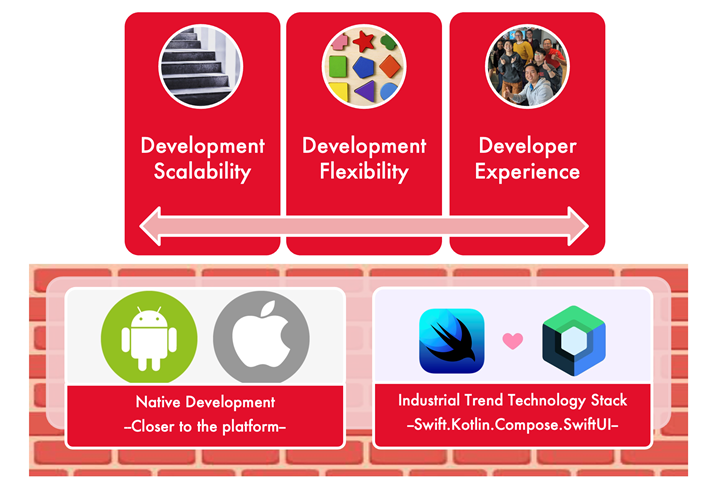 Development
Scalability
Development
Flexibility
Developer
Experience
Native Development
–Closer to the platform–
Industrial Trend Technology Stack
–Swift.Kotlin.Compose.SwiftUI–